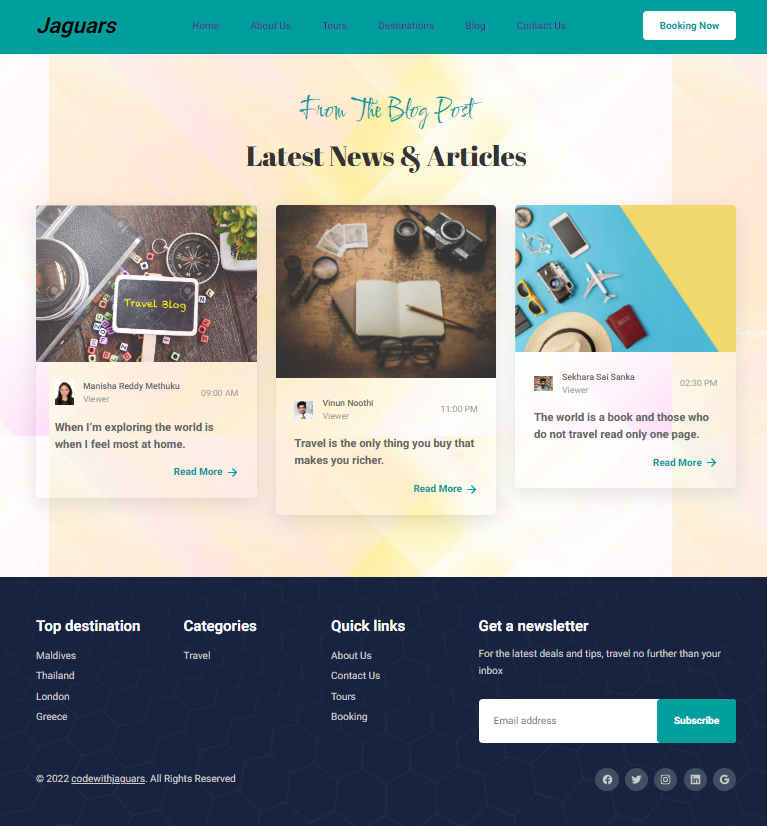 Jaguars
Home About Us Tours Destinations Blog Contact Us
Booking Now
From The Blog Post
Latest News & Articles
Travel Blog
Manisha Reddy Methuku
Viewer
09:00 AM
When I'm exploring the world is
when I feel most at home.
Read More →
Vinun Noothi
Viewer
11:00 PM
Travel is the only thing you buy that
makes you richer.
Read More →
Sekhara Sai Sanka
Viewer
02:30 PM
The world is a book and those who
do not travel read only one page.
Read More →
Top destination
Maldives
Thailand
London
Greece
Categories
Travel
Quick links
About Us
Contact Us
Tours
Booking
Get a newsletter
For the latest deals and tips, travel no further than your
inbox
Email address
Subscribe
© 2022 codewithjaguars. All Rights Reserved